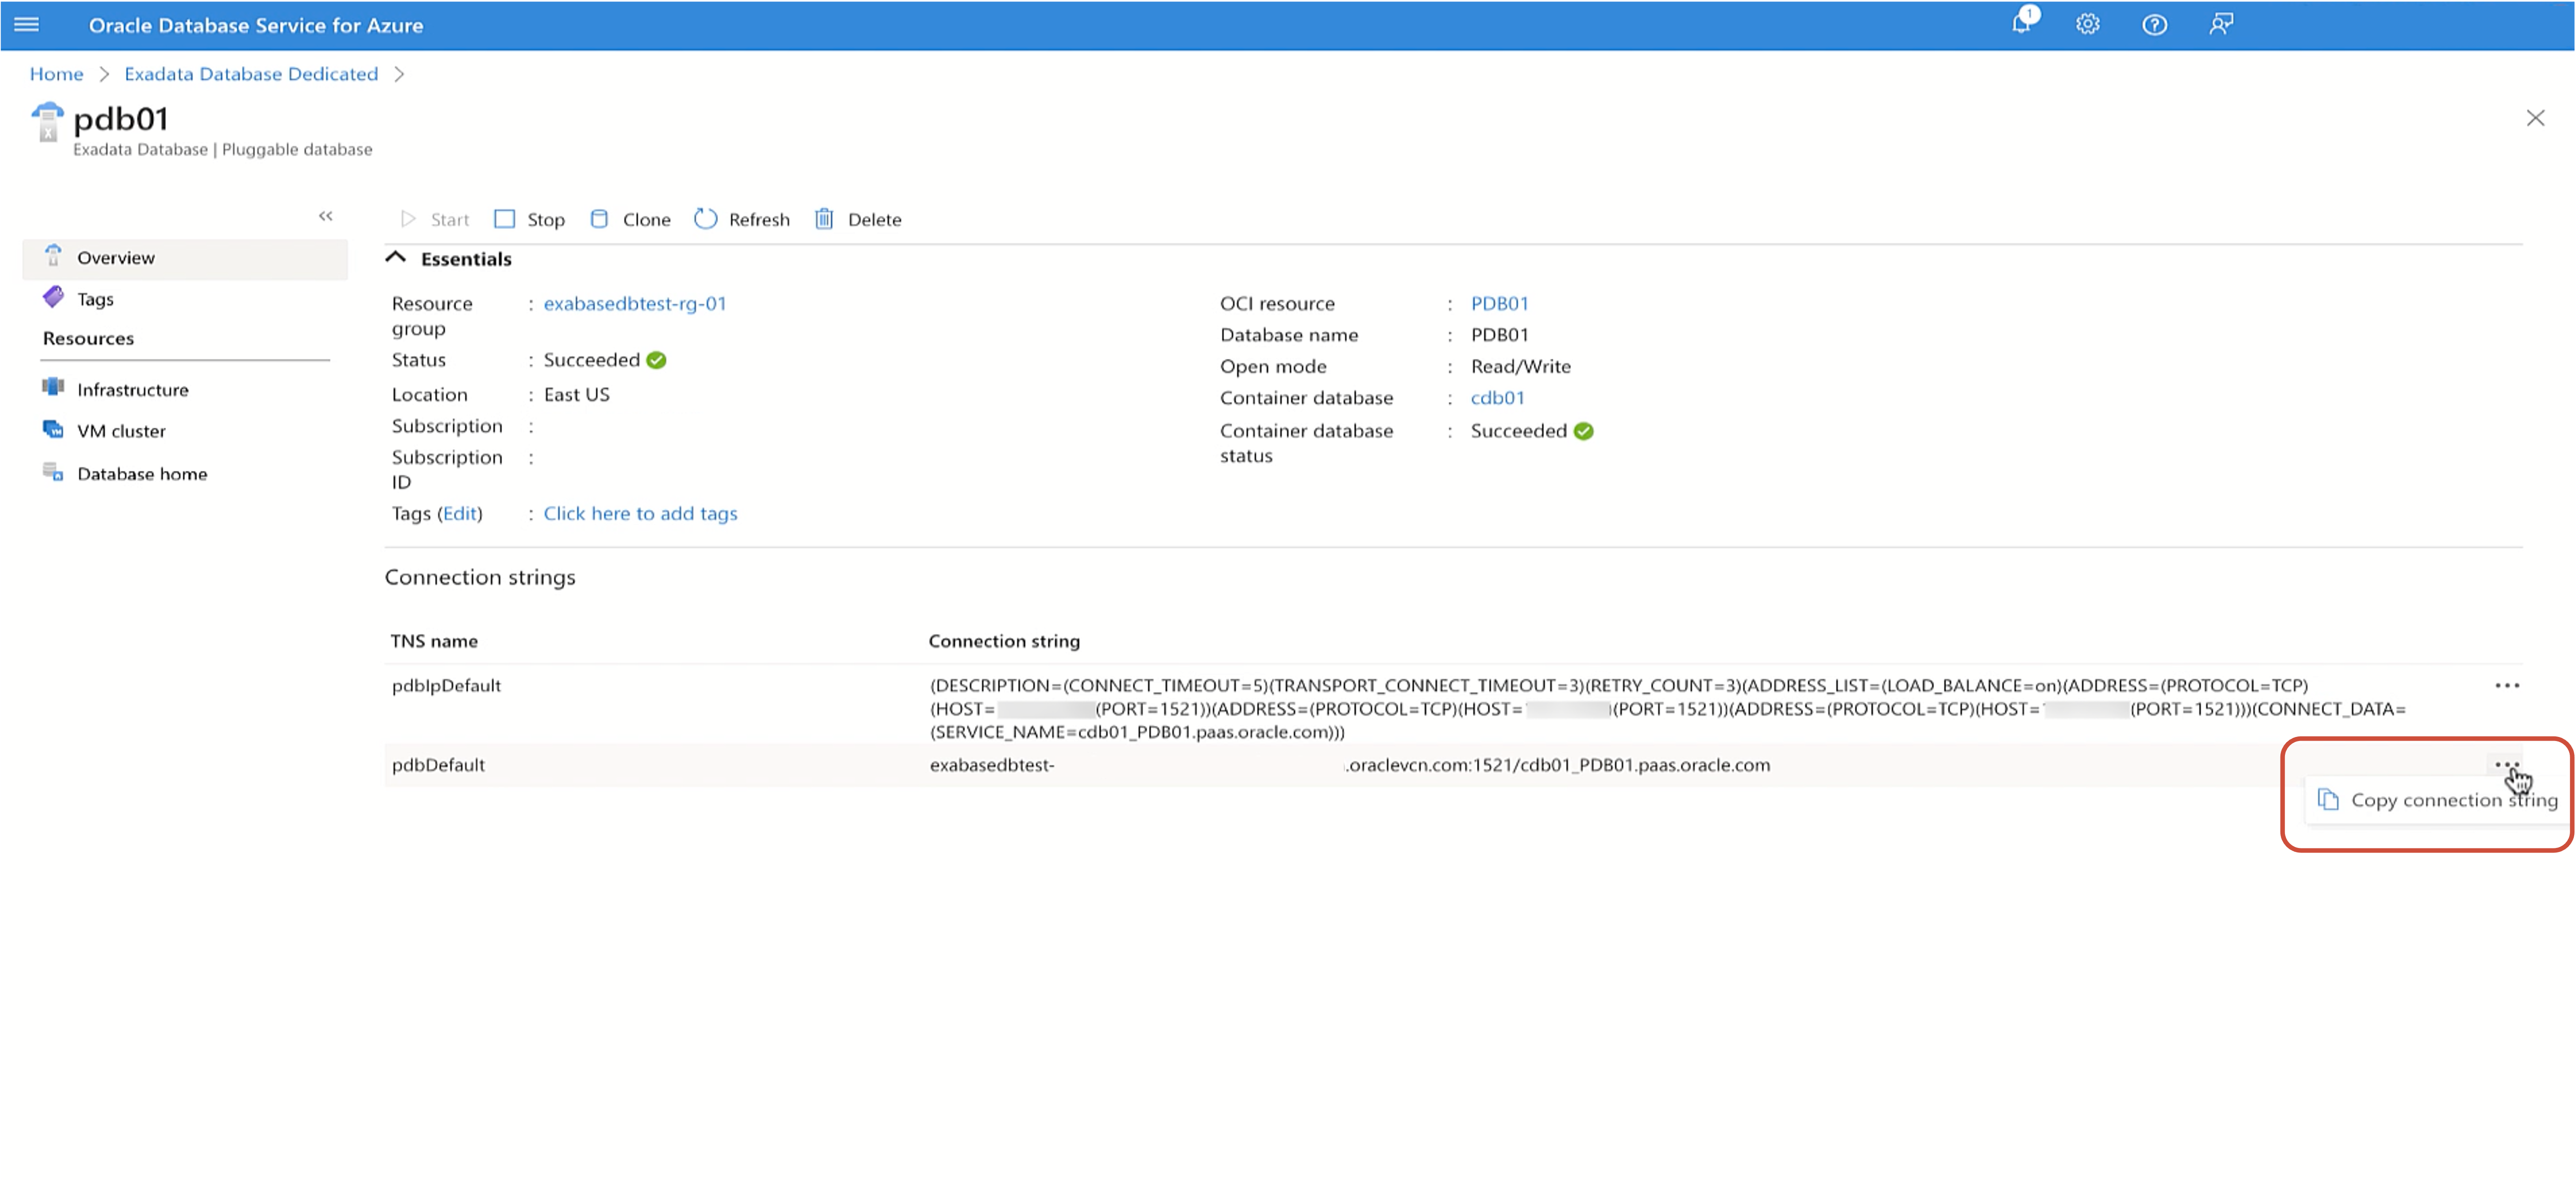 Oracle Database Service for Azure
1
Home > Exadata Database Dedicated >
pdb01
Exadata Database | Pluggable database
«
Start Stop Clone Refresh Delete
Overview
Tags
Resources
Infrastructure
VM cluster
Database home
Essentials
Resource group : exabasedbtest-rg-01
Status : Succeeded
Location : East US
Subscription :
Subscription ID :
Tags (Edit) : Click here to add tags
OCI resource : PDB01
Database name : PDB01
Open mode : Read/Write
Container database : cdb01
Container database status : Succeeded
Connection strings
TNS name Connection string
pdbIpDefault (DESCRIPTION=(CONNECT_TIMEOUT=5)(TRANSPORT_CONNECT_TIMEOUT=3)(RETRY_COUNT=3)(ADDRESS_LIST=(LOAD_BALANCE=on)(ADDRESS=(PROTOCOL=TCP)
(HOST= (PORT=1521))(ADDRESS=(PROTOCOL=TCP)(HOST= (PORT=1521))(ADDRESS=(PROTOCOL=TCP)(HOST= (PORT=1521)))(CONNECT_DATA=
(SERVICE_NAME=cdb01_PDB01.paas.oracle.com)))
pdbDefault exabasedbtest- .oraclevcn.com:1521/cdb01_PDB01.paas.oracle.com
Copy connection string